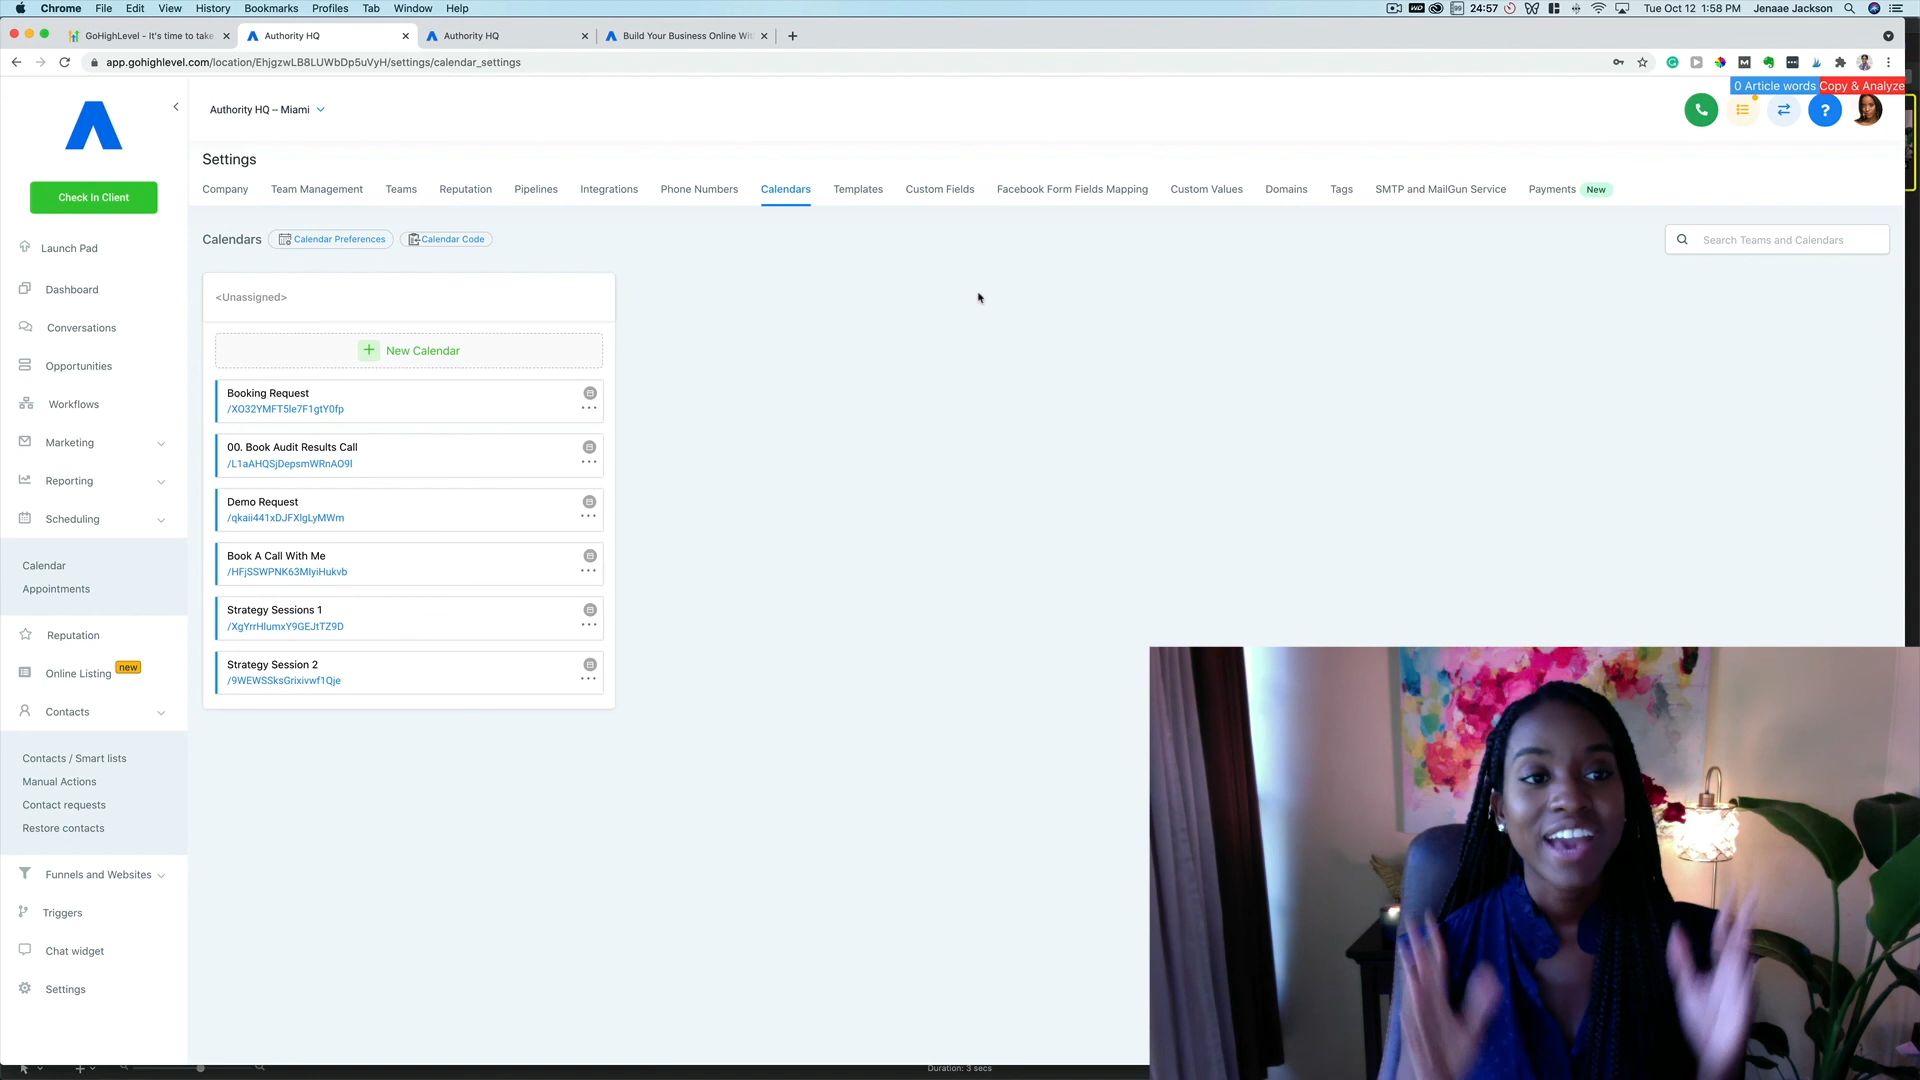 Chrome File Edit View History Bookmarks Profiles Tab Window Help
24:57 Tue Oct 12 1:58 PM Jenaae Jackson
GoHighLevel - It's time to take
Authority HQ
Authority HQ
Build Your Business Online Wit
app.gohighlevel.com/location/EhjgzwLB8LUWbDp5uVyH/settings/calendar_settings
0 Article words Copy & Analyze
Authority HQ -- Miami
Check In Client
Launch Pad
Dashboard
Conversations
Opportunities
Workflows
Marketing
Reporting
Scheduling
Calendar
Appointments
Reputation
Online Listing new
Contacts
Contacts / Smart lists
Manual Actions
Contact requests
Restore contacts
Funnels and Websites
Triggers
Chat widget
Settings
Settings
Company Team Management Teams Reputation Pipelines Integrations Phone Numbers Calendars Templates Custom Fields Facebook Form Fields Mapping Custom Values Domains Tags SMTP and MailGun Service Payments New
Calendars Calendar Preferences Calendar Code
Search Teams and Calendars
<Unassigned>
+ New Calendar
Booking Request
/XO32YMFT5le7F1gtY0fp
00. Book Audit Results Call
/L1aAHQSjDepsmWRnAO9l
Demo Request
/qkaii441xDJFXlgLyMWm
Book A Call With Me
/HFjSSWPNK63MIyiHukvb
Strategy Sessions 1
/XgYrrHlumxY9GEJtTZ9D
Strategy Session 2
/9WEWSSksGrixivwf1Qje
Duration: 3 secs